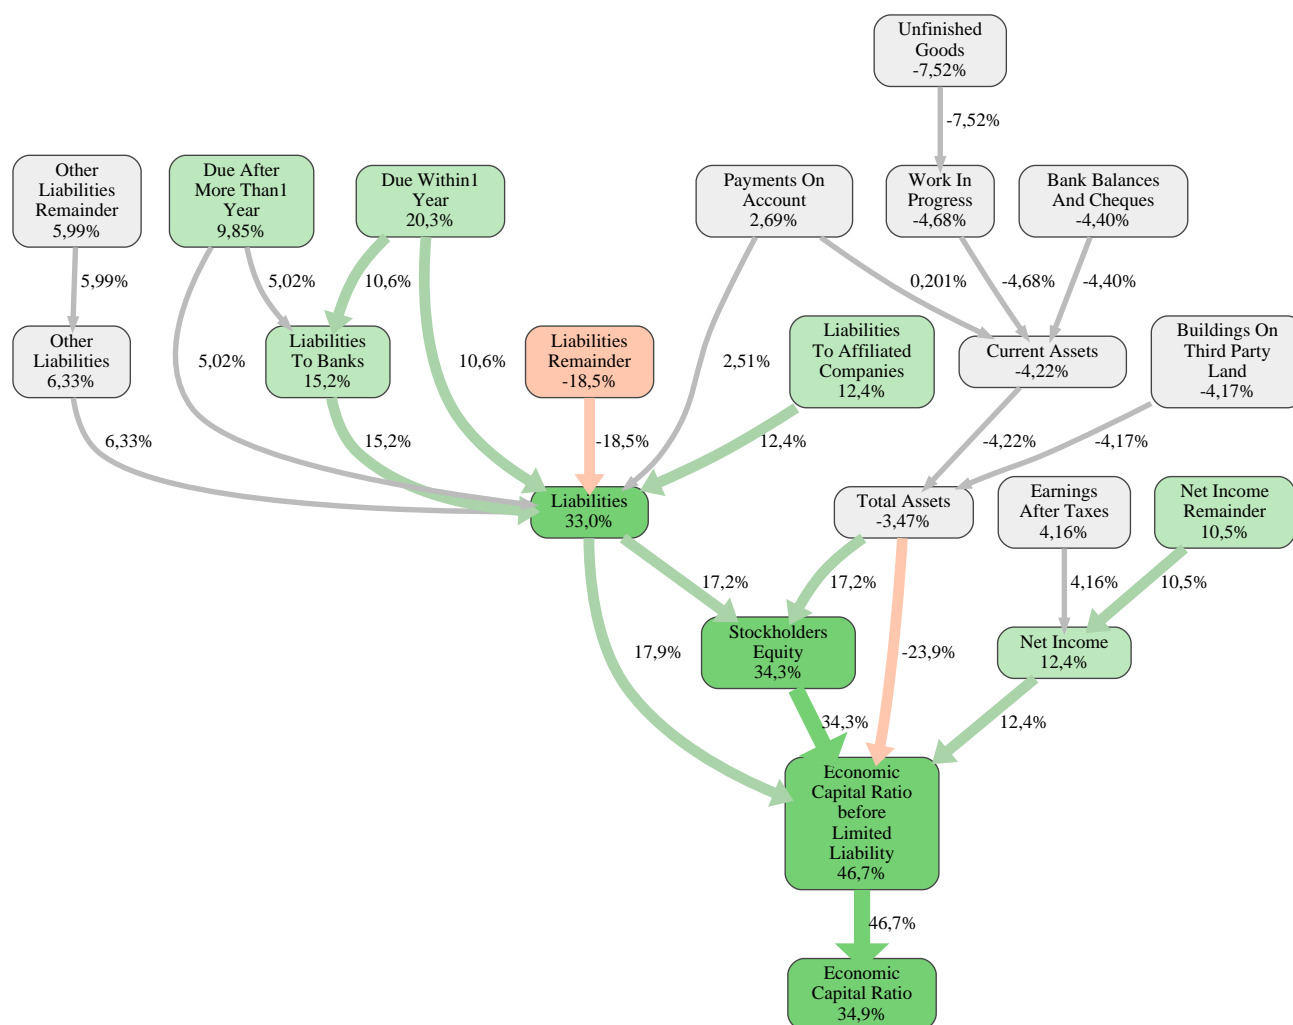 Unfinished
Goods
-7,52%
-7,52%
Other
Liabilities
Remainder
5,99%
Due After
More Than1
Year
9,85%
Due Within1
Year
20,3%
Payments On
Account
2,69%
Work In
Progress
-4,68%
Bank Balances
And Cheques
-4,40%
5,99%
5,02%
10,6%
0,201%
-4,68%
-4,40%
Other
Liabilities
6,33%
5,02%
Liabilities
To Banks
15,2%
10,6%
Liabilities
Remainder
-18,5%
2,51%
Liabilities
To Affiliated
Companies
12,4%
Current Assets
-4,22%
Buildings On
Third Party
Land
-4,17%
6,33%
15,2%
-18,5%
12,4%
-4,22%
-4,17%
Liabilities
33,0%
Total Assets
-3,47%
Earnings
After Taxes
4,16%
Net Income
Remainder
10,5%
17,2%
17,2%
4,16%
10,5%
17,9%
Stockholders
Equity
34,3%
-23,9%
Net Income
12,4%
34,3%
12,4%
Economic
Capital Ratio
before
Limited
Liability
46,7%
46,7%
Economic
Capital Ratio
34,9%